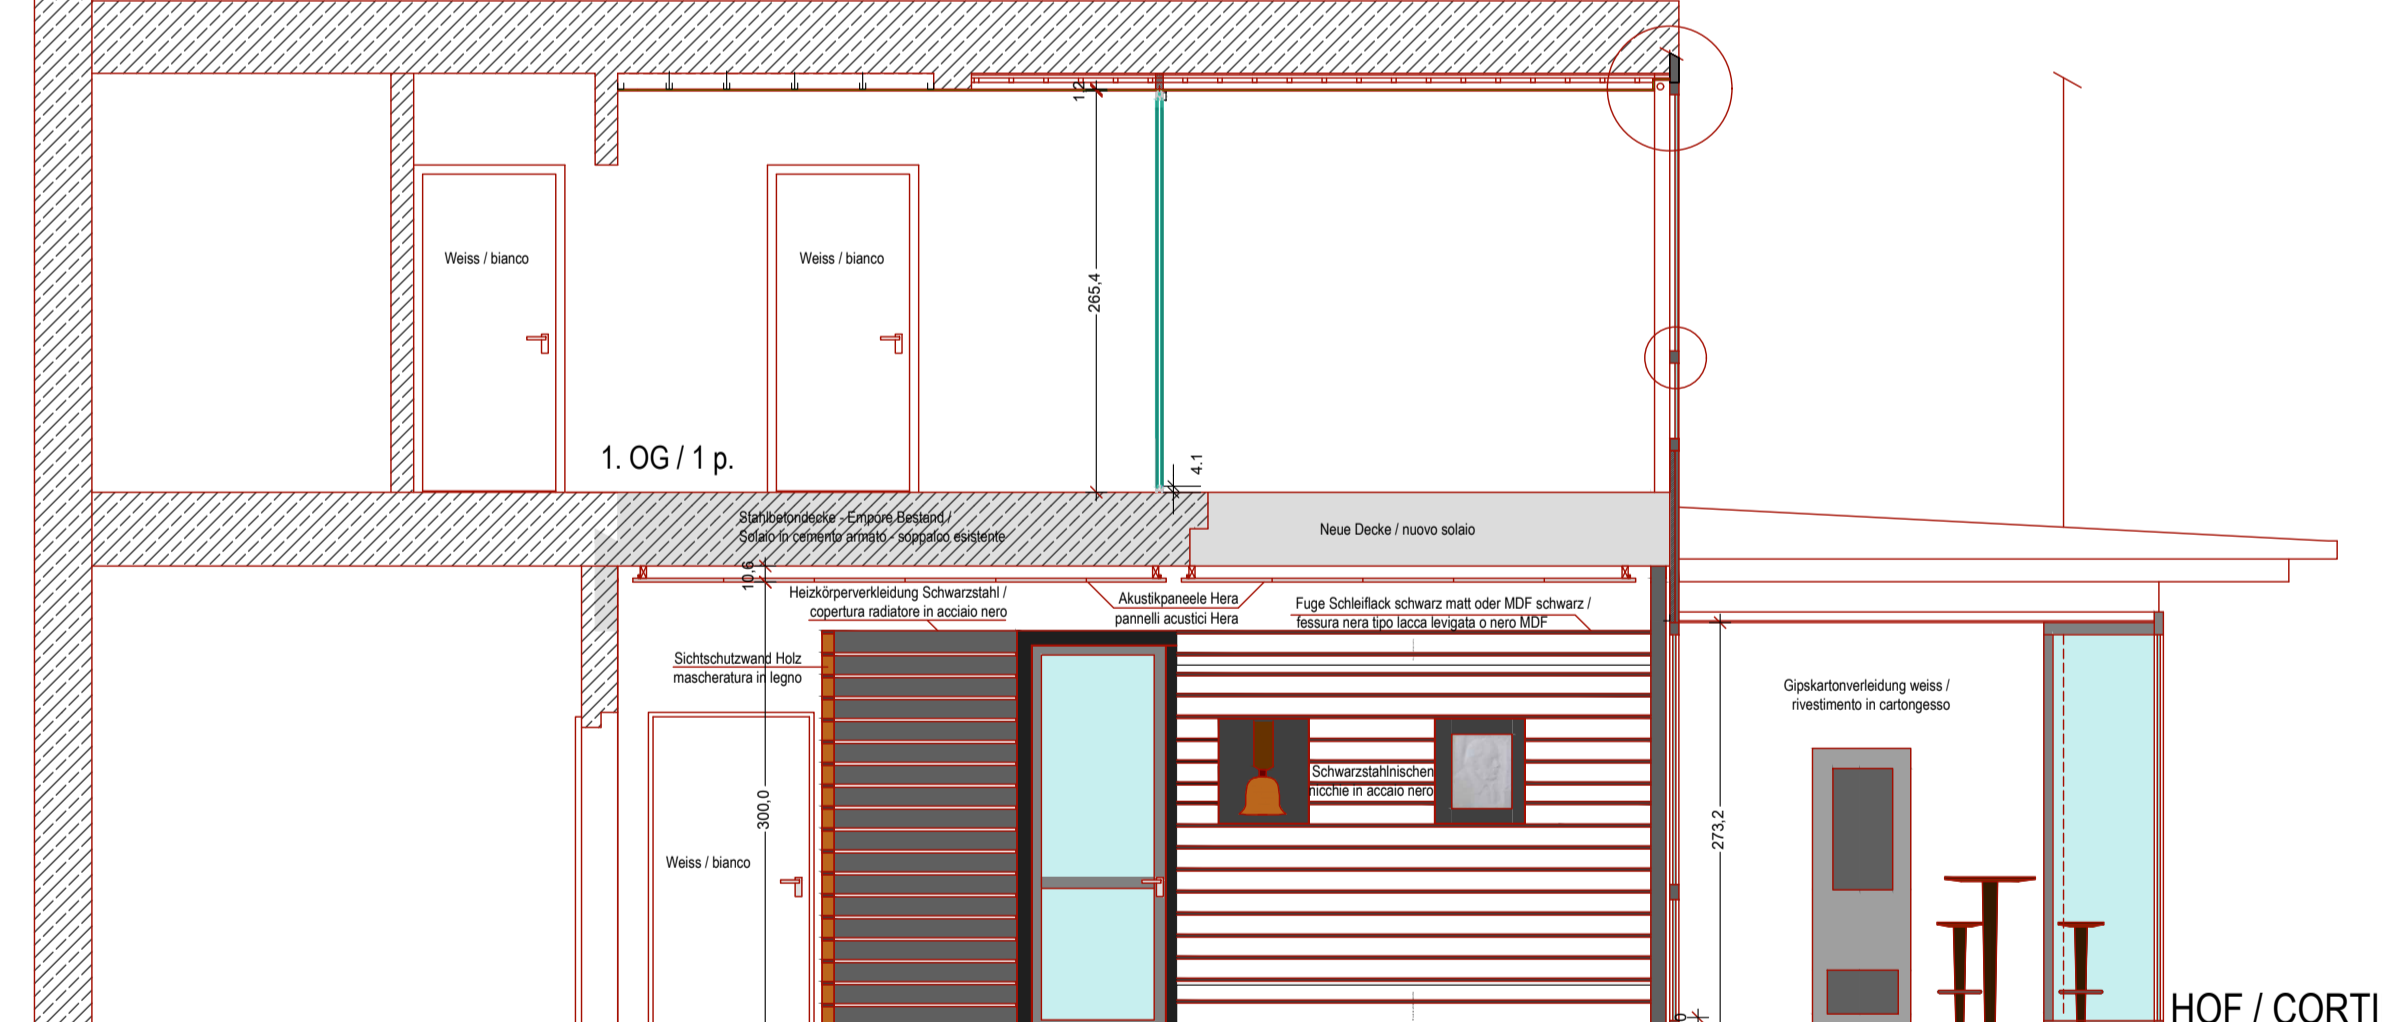 1,2
Weiss / bianco
Weiss / bianco
265,4
1. OG / 1 p.
4.1
Stahlbetondecke - Empore Bestand /
Solaio in cemento armato - soppalco esistente
Neue Decke / nuovo solaio
10,6
Heizkörperverkleidung Schwarzstahl /
copertura radiatore in acciaio nero
Akustikpaneele Hera
pannelli acustici Hera
Fuge Schleiflack schwarz matt oder MDF schwarz /
fessura nera tipo lacca levigata o nero MDF
Sichtschutzwand Holz
mascheratura in legno
Gipskartonverleidung weiss /
rivestimento in cartongesso
Schwarzstahlnischen
nicchie in accaio nero
300,0
273,2
Weiss / bianco
0
HOF / CORTI